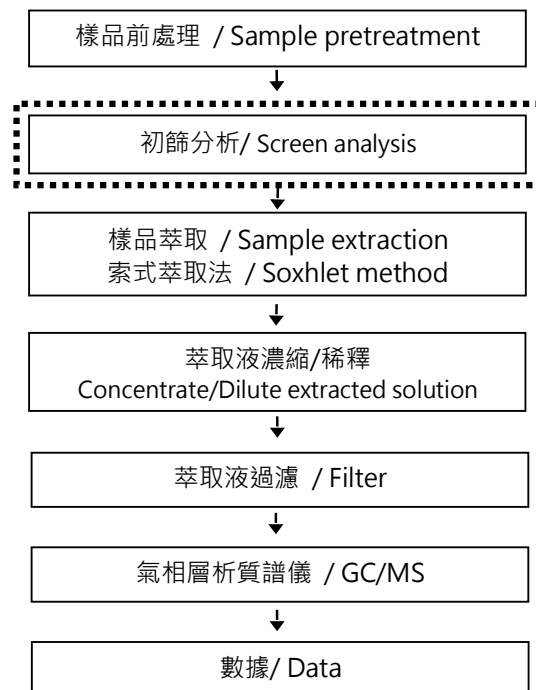 樣品前處理 / Sample pretreatment
初篩分析/ Screen analysis
樣品萃取 / Sample extraction
索式萃取法 / Soxhlet method
萃取液濃縮/稀釋
Concentrate/Dilute extracted solution
萃取液過濾 / Filter
氣相層析質譜儀 / GC/MS
數據/ Data